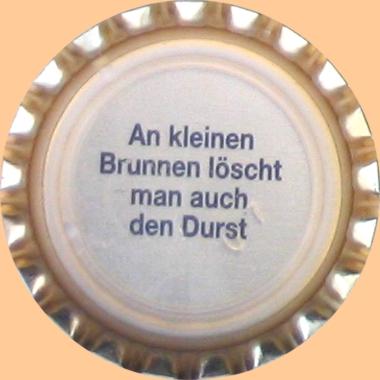 An kleinen
Brunnen löscht
man auch
den Durst